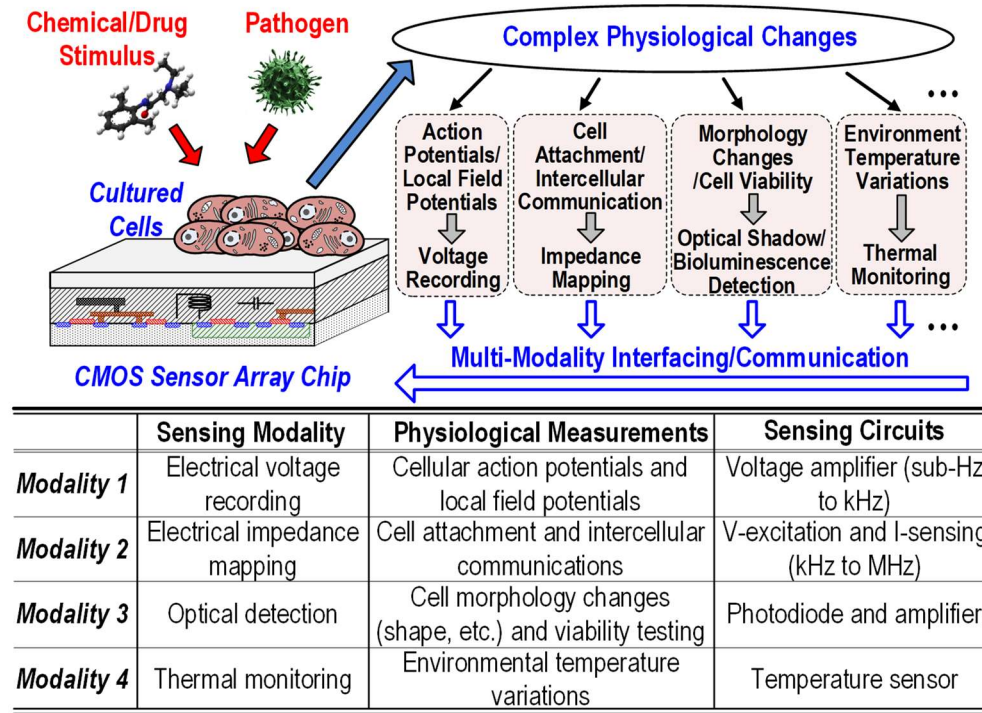 Chemical/Drug
Stimulus
Pathogen
Complex Physiological Changes
Cultured
Cells
Action
Potentials/
Local Field
Potentials
Voltage
Recording
Cell
Attachment/
Intercellular
Communication
Impedance
Mapping
Morphology
Changes
/Cell Viability
Optical Shadow/
Bioluminescence
Detection
Environment
Temperature
Variations
Thermal
Monitoring
...
...
Multi-Modality Interfacing/Communication
CMOS Sensor Array Chip
Sensing Modality Physiological Measurements Sensing Circuits
Modality 1
Electrical voltage
recording
Cellular action potentials and
local field potentials
Voltage amplifier (sub-Hz
to kHz)
Modality 2
Electrical impedance
mapping
Cell attachment and intercellular
communications
V-excitation and I-sensing
(kHz to MHz)
Modality 3
Optical detection
Cell morphology changes
(shape, etc.) and viability testing
Photodiode and amplifier
Modality 4
Thermal monitoring
Environmental temperature
variations
Temperature sensor